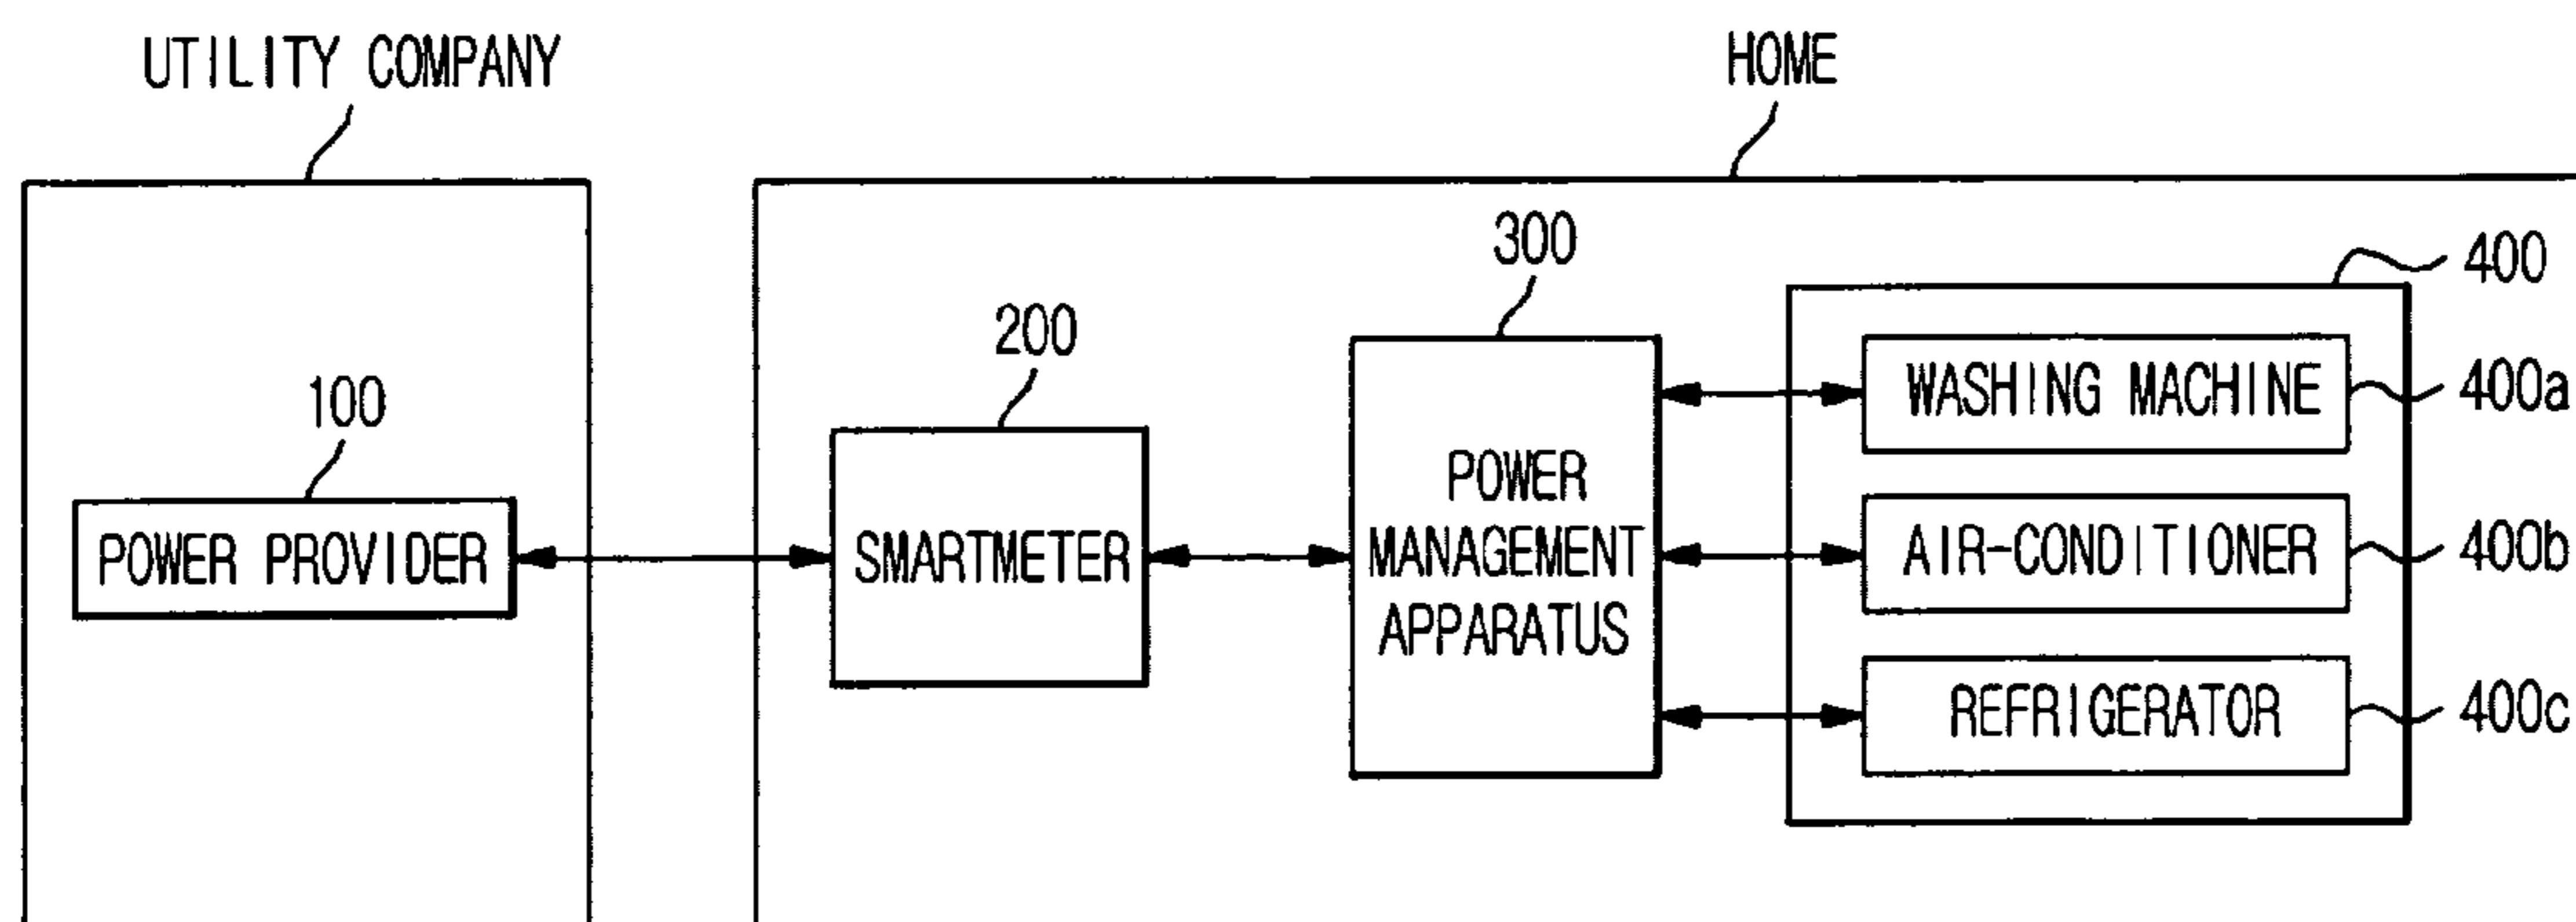 UTILITY COMPANY
HOME
100
POWER PROVIDER
200
SMARTMETER
300
POWER
MANAGEMENT
APPARATUS
400
WASHING MACHINE
400a
AIR-CONDITIONER
400b
REFRIGERATOR
400c